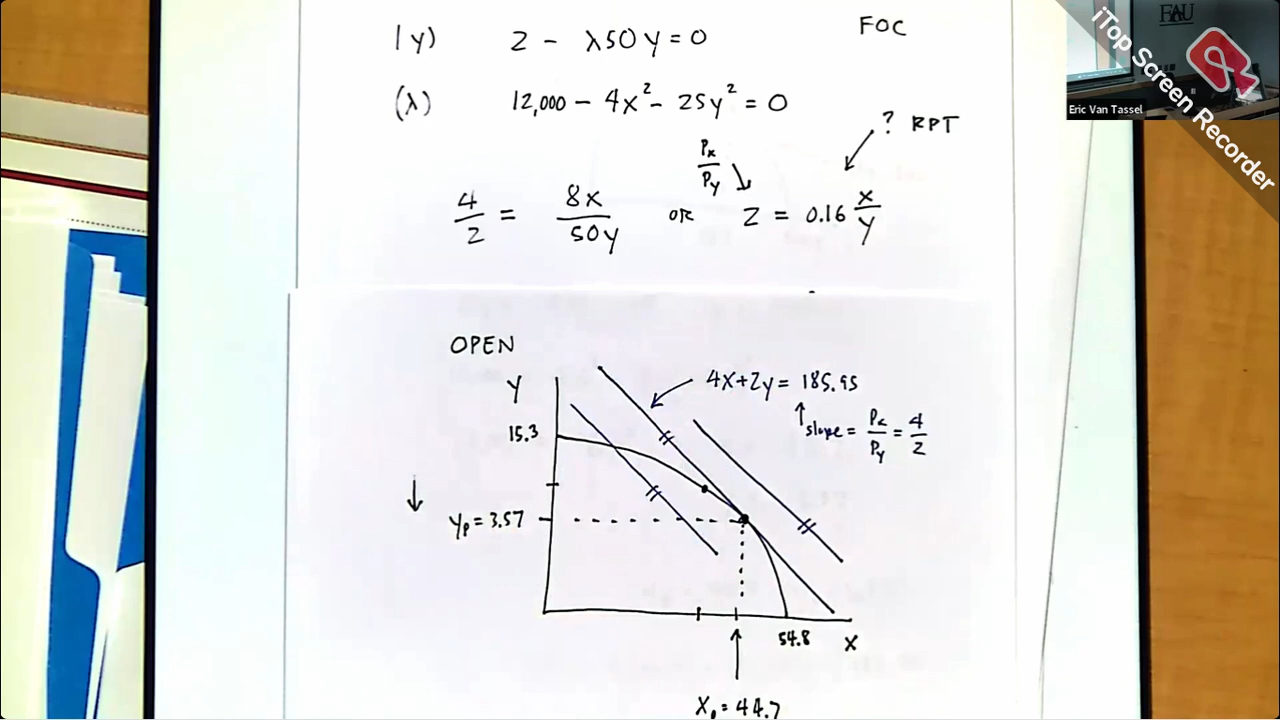 (y) 2 - λ50y = 0 FOC
(λ) 12,000 - 4x² - 25y² = 0
? RPT
Px/Py
4/2 = 8x/50y or 2 = 0.16 x/y
OPEN
Y
4x+2y = 185.95
slope = Px/Py = 4/2
15.3
yp = 3.57
54.8
X
Xp = 44.7
FAU
Eric Van Tassel
iTop Screen Recorder